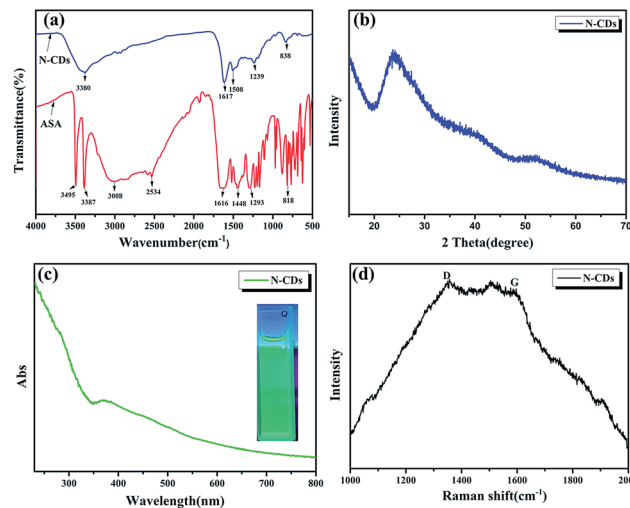 (a)
N-CDs
3380
1617
1508
1239
838
ASA
3495
3387
3008
2534
1616
1448
1293
818
Transmittance(%)
4000 3500 3000 2500 2000 1500 1000 500
Wavenumber(cm-1)
(b)
N-CDs
Intensity
20 30 40 50 60 70
2 Theta(degree)
(c)
N-CDs
Abs
300 400 500 600 700 800
Wavelength(nm)
(d)
N-CDs
D
G
Intensity
1000 1200 1400 1600 1800 2000
Raman shift(cm-1)